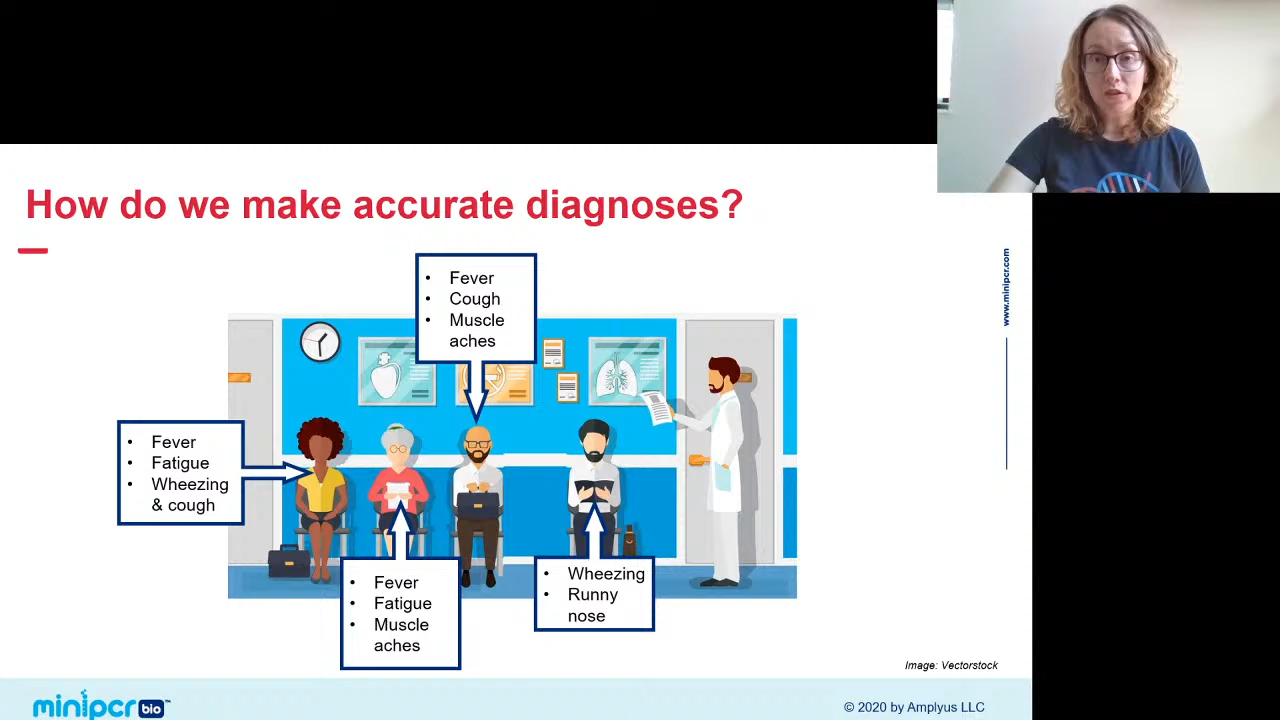 How do we make accurate diagnoses?
www.minipcr.com
• Fever
• Cough
• Muscle
aches
• Fever
• Fatigue
• Wheezing
& cough
• Fever
• Fatigue
• Muscle
aches
• Wheezing
• Runny
nose
Image: Vectorstock
minipcr bio™
© 2020 by Amplyus LLC